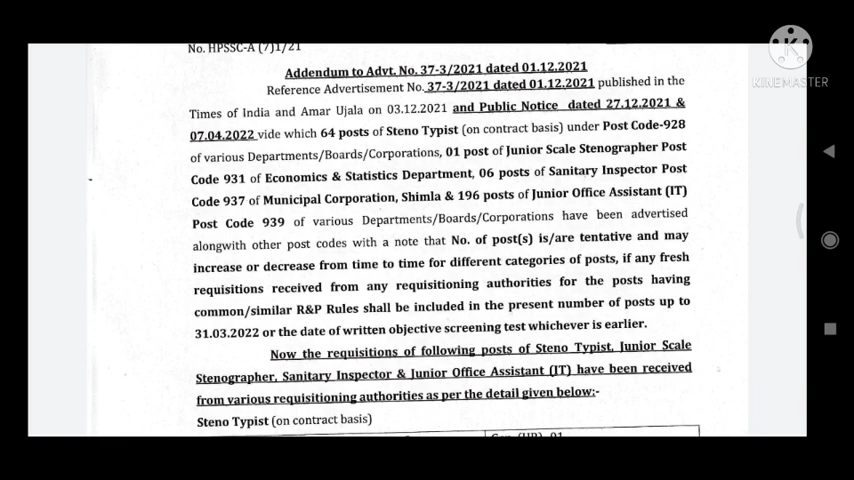 KINEMASTER
No. HPSSC-A (7)1/21
Addendum to Advt. No. 37-3/2021 dated 01.12.2021
Reference Advertisement No. 37-3/2021 dated 01.12.2021 published in the
Times of India and Amar Ujala on 03.12.2021 and Public Notice dated 27.12.2021 &
07.04.2022 vide which 64 posts of Steno Typist (on contract basis) under Post Code-928
of various Departments/Boards/Corporations, 01 post of Junior Scale Stenographer Post
Code 931 of Economics & Statistics Department, 06 posts of Sanitary Inspector Post
Code 937 of Municipal Corporation, Shimla & 196 posts of Junior Office Assistant (IT)
Post Code 939 of various Departments/Boards/Corporations have been advertised
alongwith other post codes with a note that No. of post(s) is/are tentative and may
increase or decrease from time to time for different categories of posts, if any fresh
requisitions received from any requisitioning authorities for the posts having
common/similar R&P Rules shall be included in the present number of posts up to
31.03.2022 or the date of written objective screening test whichever is earlier.
Now the requisitions of following posts of Steno Typist, Junior Scale
Stenographer, Sanitary Inspector & Junior Office Assistant (IT) have been received
from various requisitioning authorities as per the detail given below:-
Steno Typist (on contract basis)